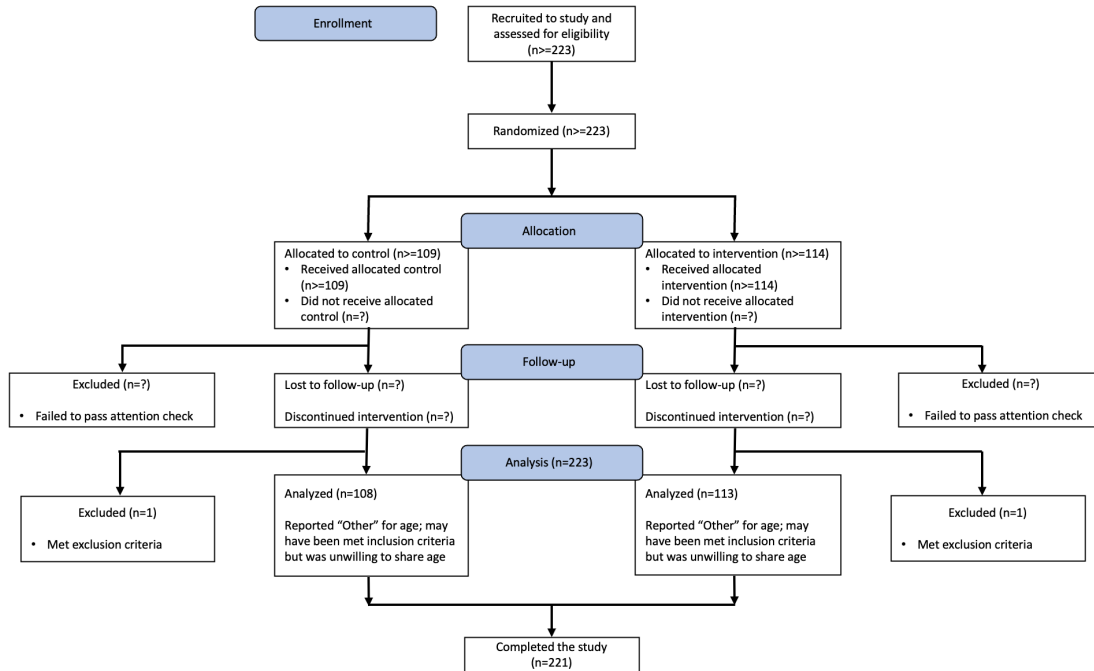 Enrollment
Recruited to study and
assessed for eligibility
(n>=223)
Randomized (n>=223)
Allocation
Allocated to control (n>=109)
• Received allocated control
(n>=109)
• Did not receive allocated
control (n=?)
Allocated to intervention (n>=114)
• Received allocated
intervention (n>=114)
• Did not receive allocated
intervention (n=?)
Follow-up
Excluded (n=?)
• Failed to pass attention check
Lost to follow-up (n=?)
Discontinued intervention (n=?)
Lost to follow-up (n=?)
Discontinued intervention (n=?)
Excluded (n=?)
• Failed to pass attention check
Analysis (n=223)
Excluded (n=1)
• Met exclusion criteria
Analyzed (n=108)
Reported “Other” for age; may
have been met inclusion criteria
but was unwilling to share age
Analyzed (n=113)
Reported “Other” for age; may
have been met inclusion criteria
but was unwilling to share age
Excluded (n=1)
• Met exclusion criteria
Completed the study
(n=221)